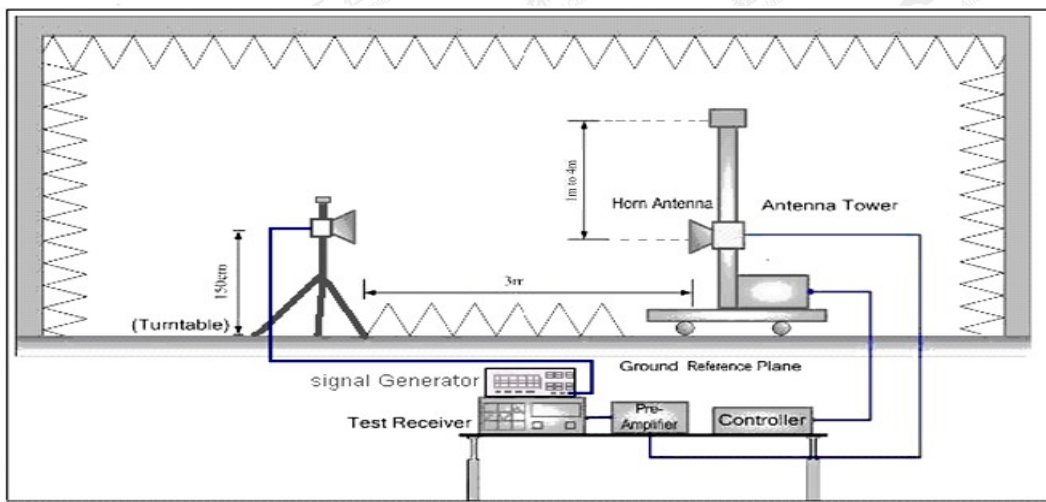 1m to 4m
Horn Antenna
Antenna Tower
150cm
3m
(Turntable)
Ground Reference Plane
signal Generator
Test Receiver
Pre-
Amplifier
Controller